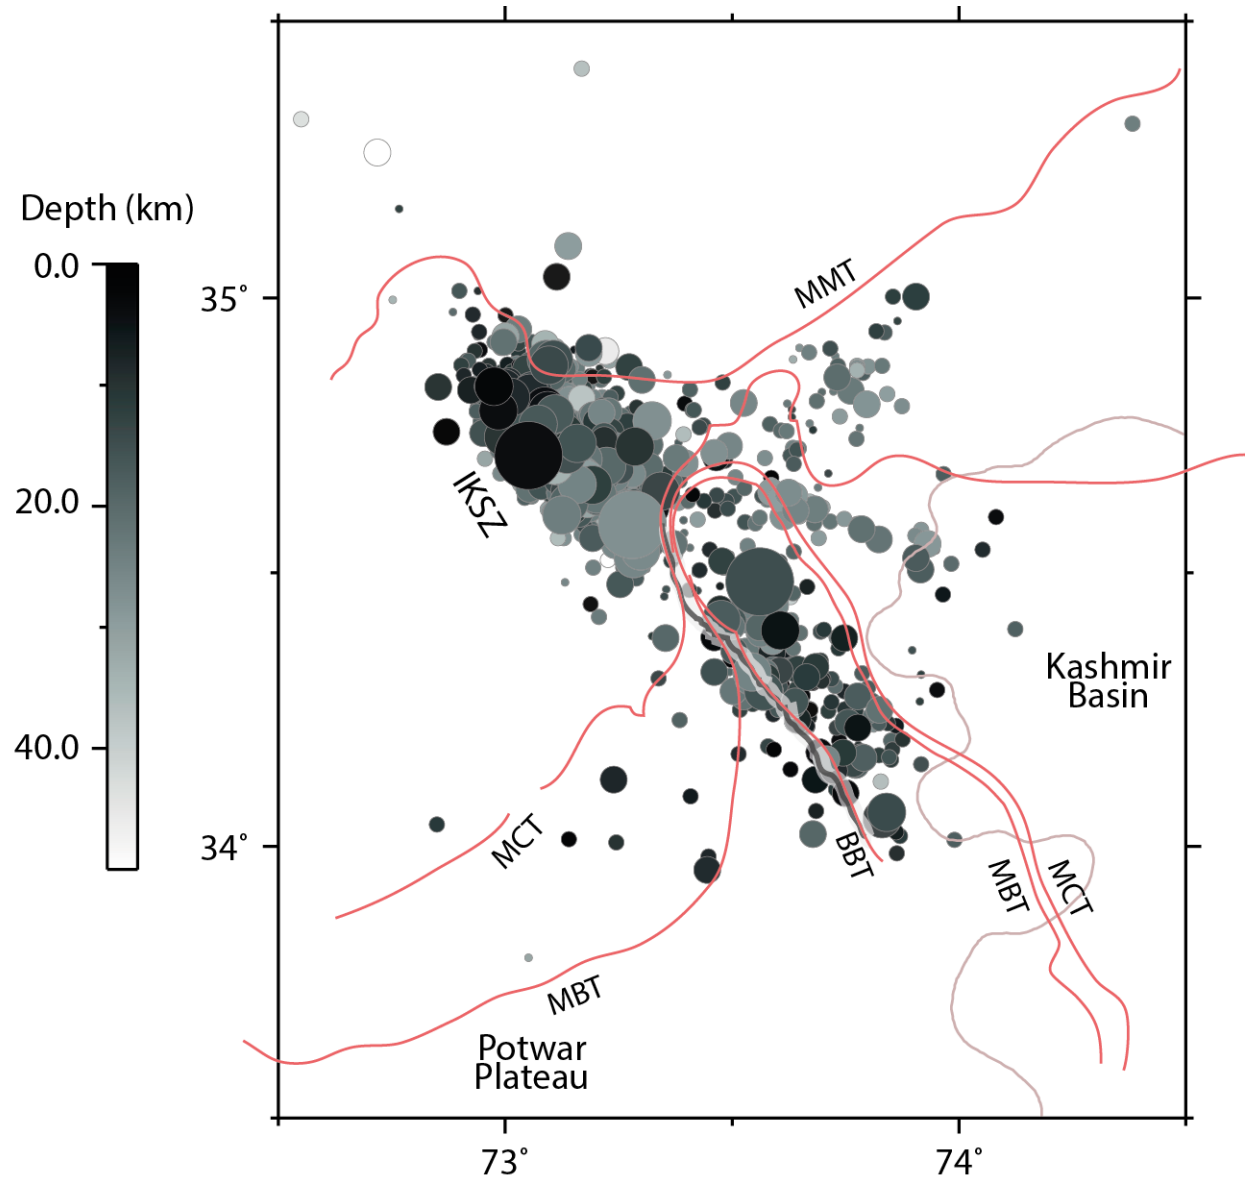 Depth (km)
0.0
20.0
40.0
35°
34°
73°
74°
MMT
IKSZ
Kashmir
Basin
MCT
BBT
MBT
MCT
MBT
Potwar
Plateau